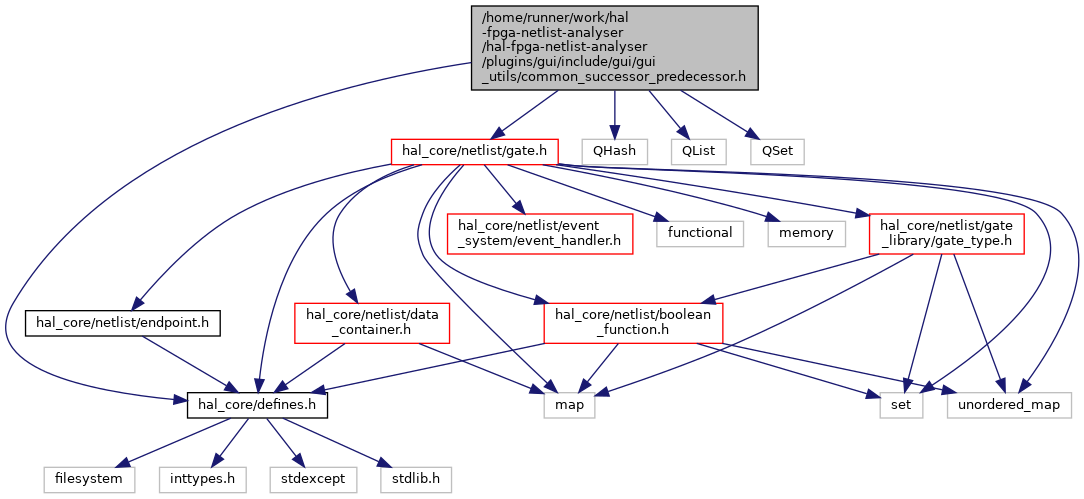 /home/runner/work/hal
-fpga-netlist-analyser
/hal-fpga-netlist-analyser
/plugins/gui/include/gui/gui
_utils/common_successor_predecessor.h
hal_core/netlist/gate.h
QHash
QList
QSet
hal_core/netlist/event
_system/event_handler.h
functional
memory
hal_core/netlist/gate
_library/gate_type.h
hal_core/netlist/endpoint.h
hal_core/netlist/data
_container.h
hal_core/netlist/boolean
_function.h
hal_core/defines.h
map
set
unordered_map
filesystem
inttypes.h
stdexcept
stdlib.h